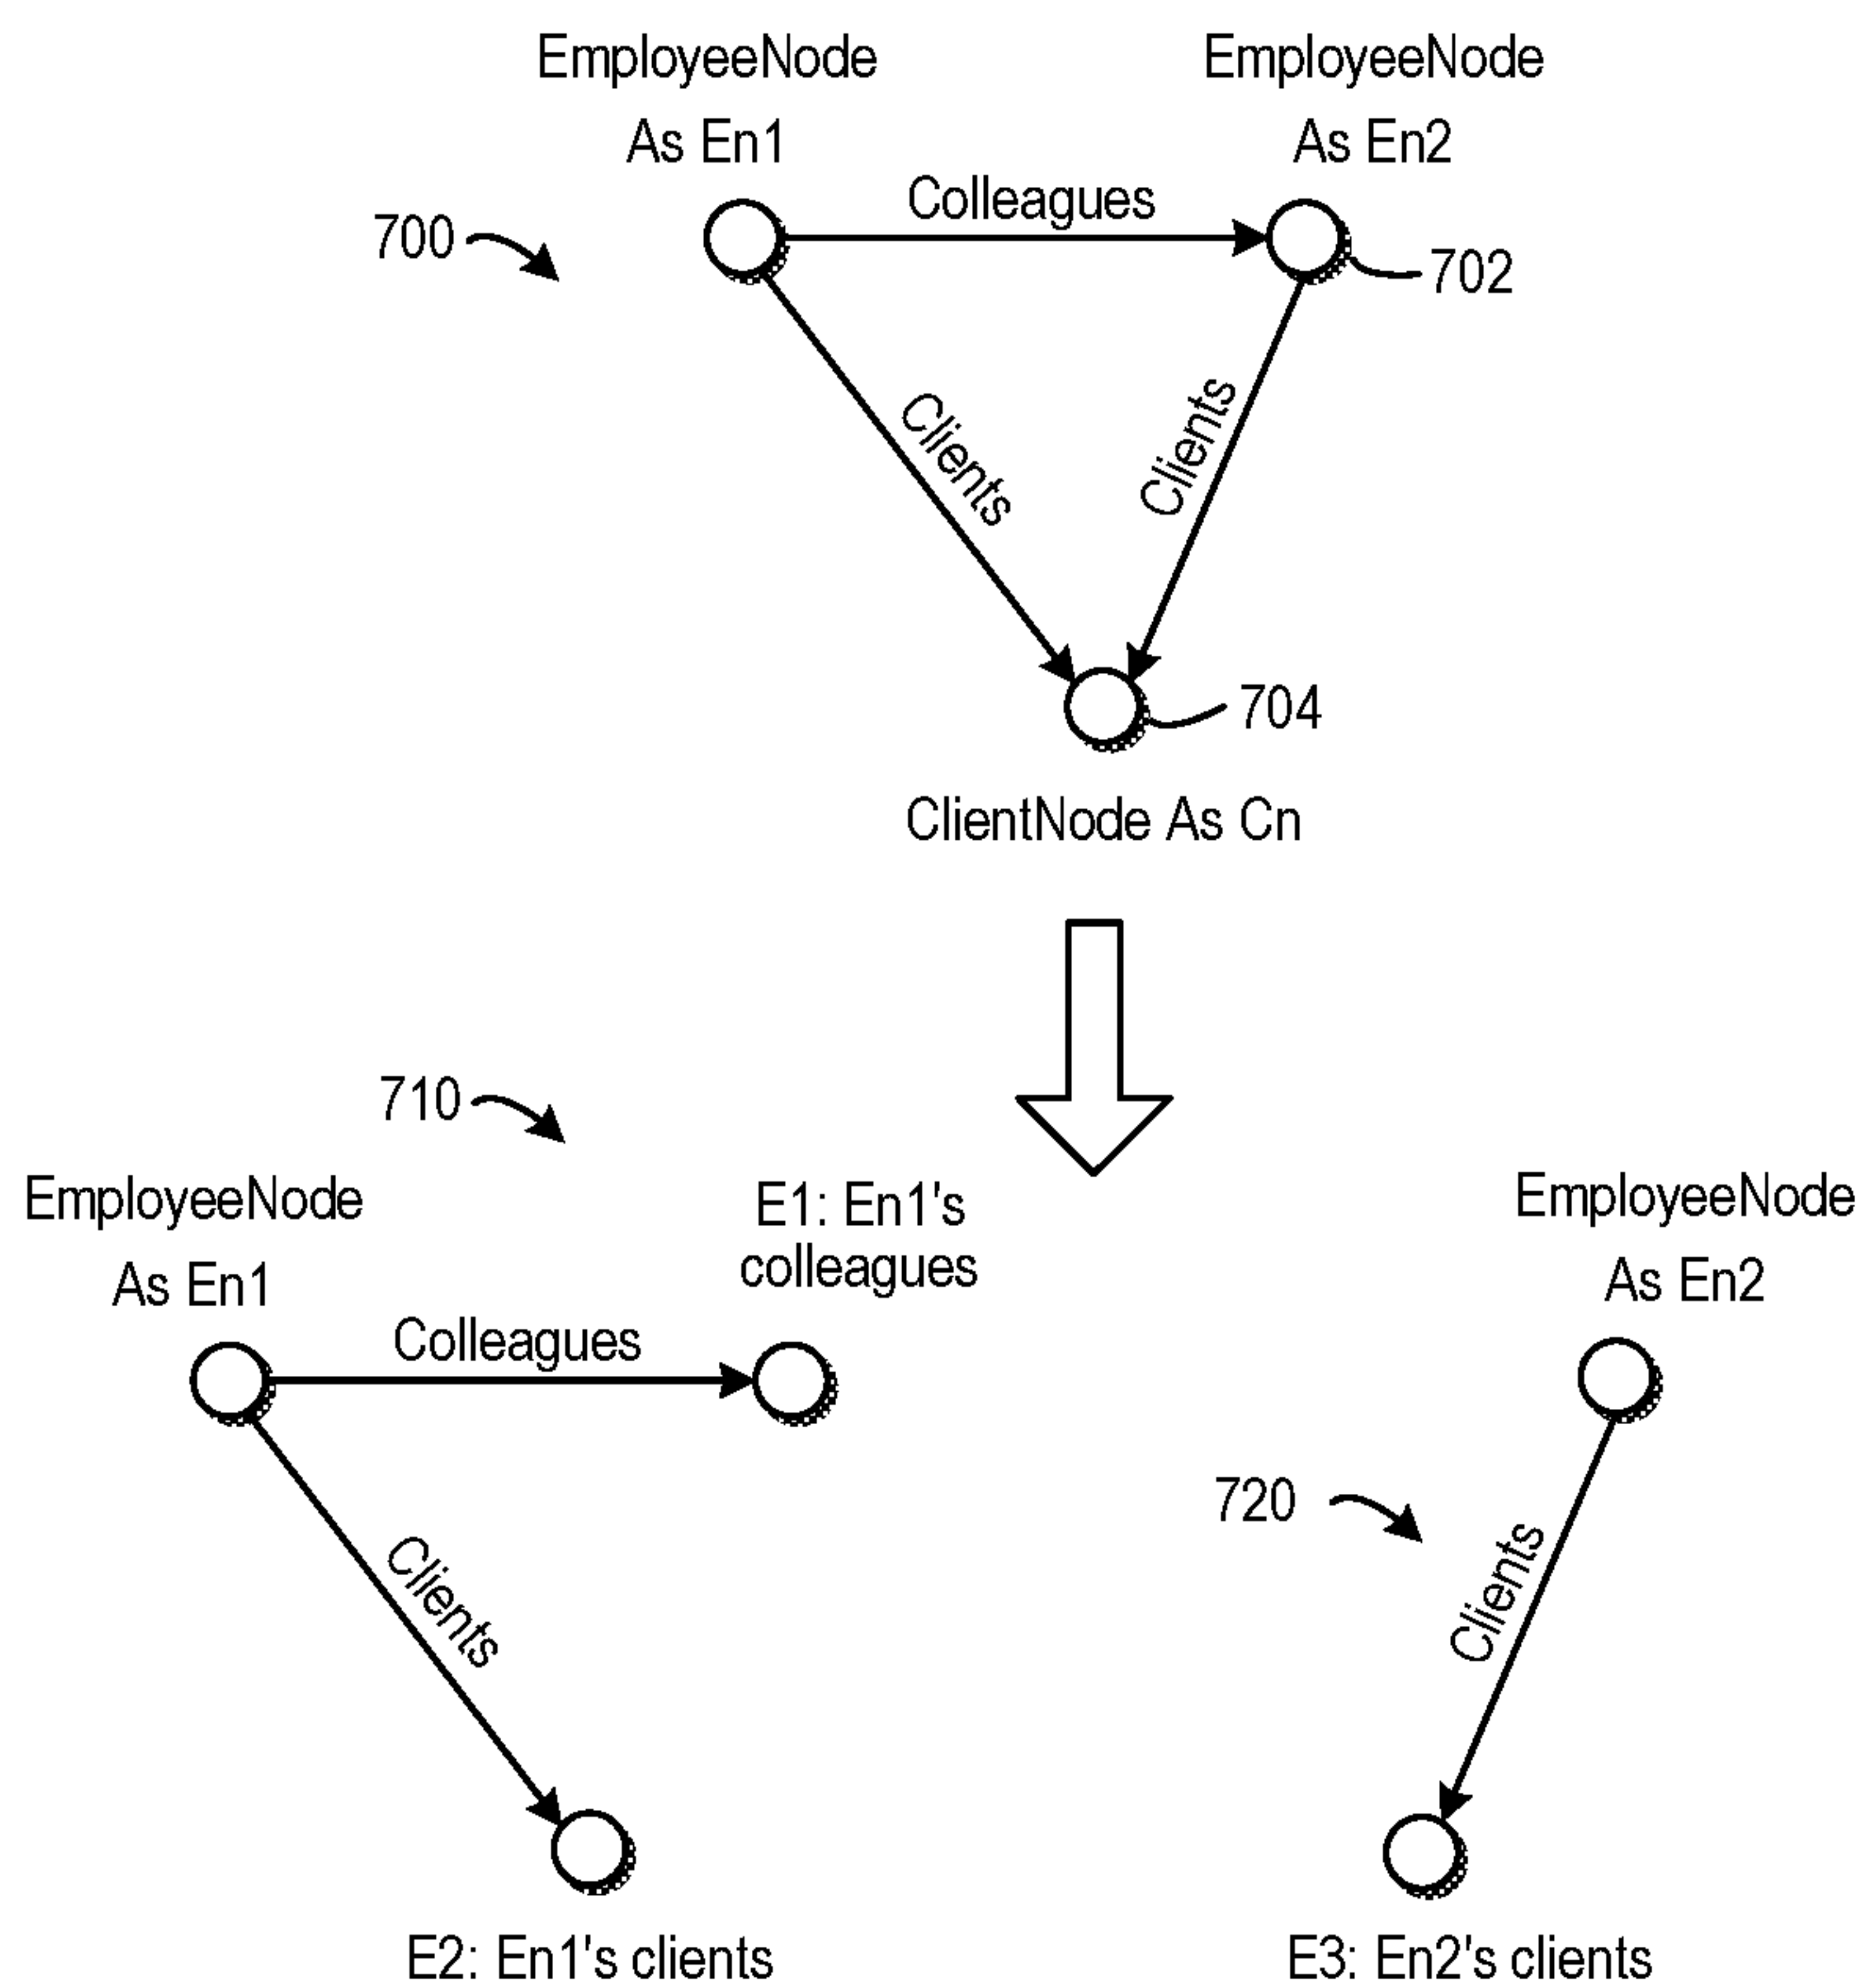 EmployeeNode
As En1
EmployeeNode
As En2
700
Colleagues
702
Clients
Clients
704
ClientNode As Cn
710
EmployeeNode
As En1
E1: En1's
colleagues
EmployeeNode
As En2
Colleagues
720
Clients
Clients
E2: En1's clients
E3: En2's clients